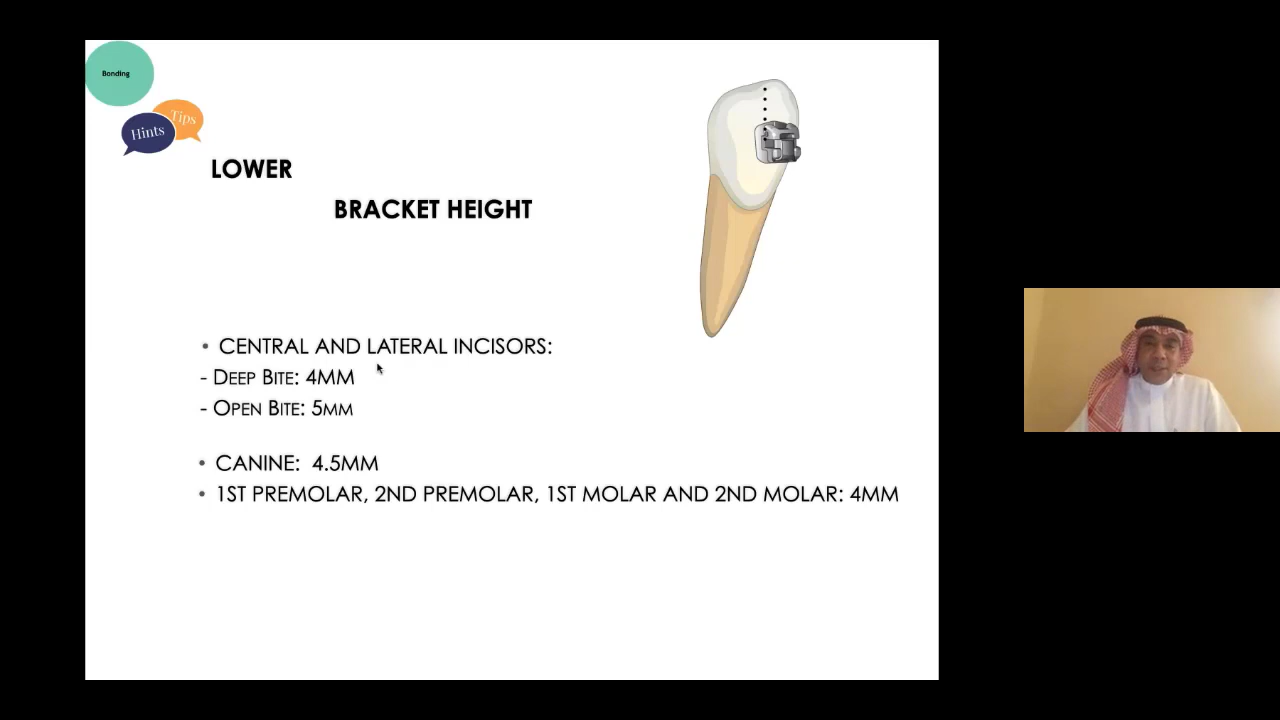 Bonding
Tips
Hints
LOWER
BRACKET HEIGHT
• CENTRAL AND LATERAL INCISORS:
- DEEP BITE: 4MM
- OPEN BITE: 5MM
• CANINE: 4.5MM
• 1ST PREMOLAR, 2ND PREMOLAR, 1ST MOLAR AND 2ND MOLAR: 4MM